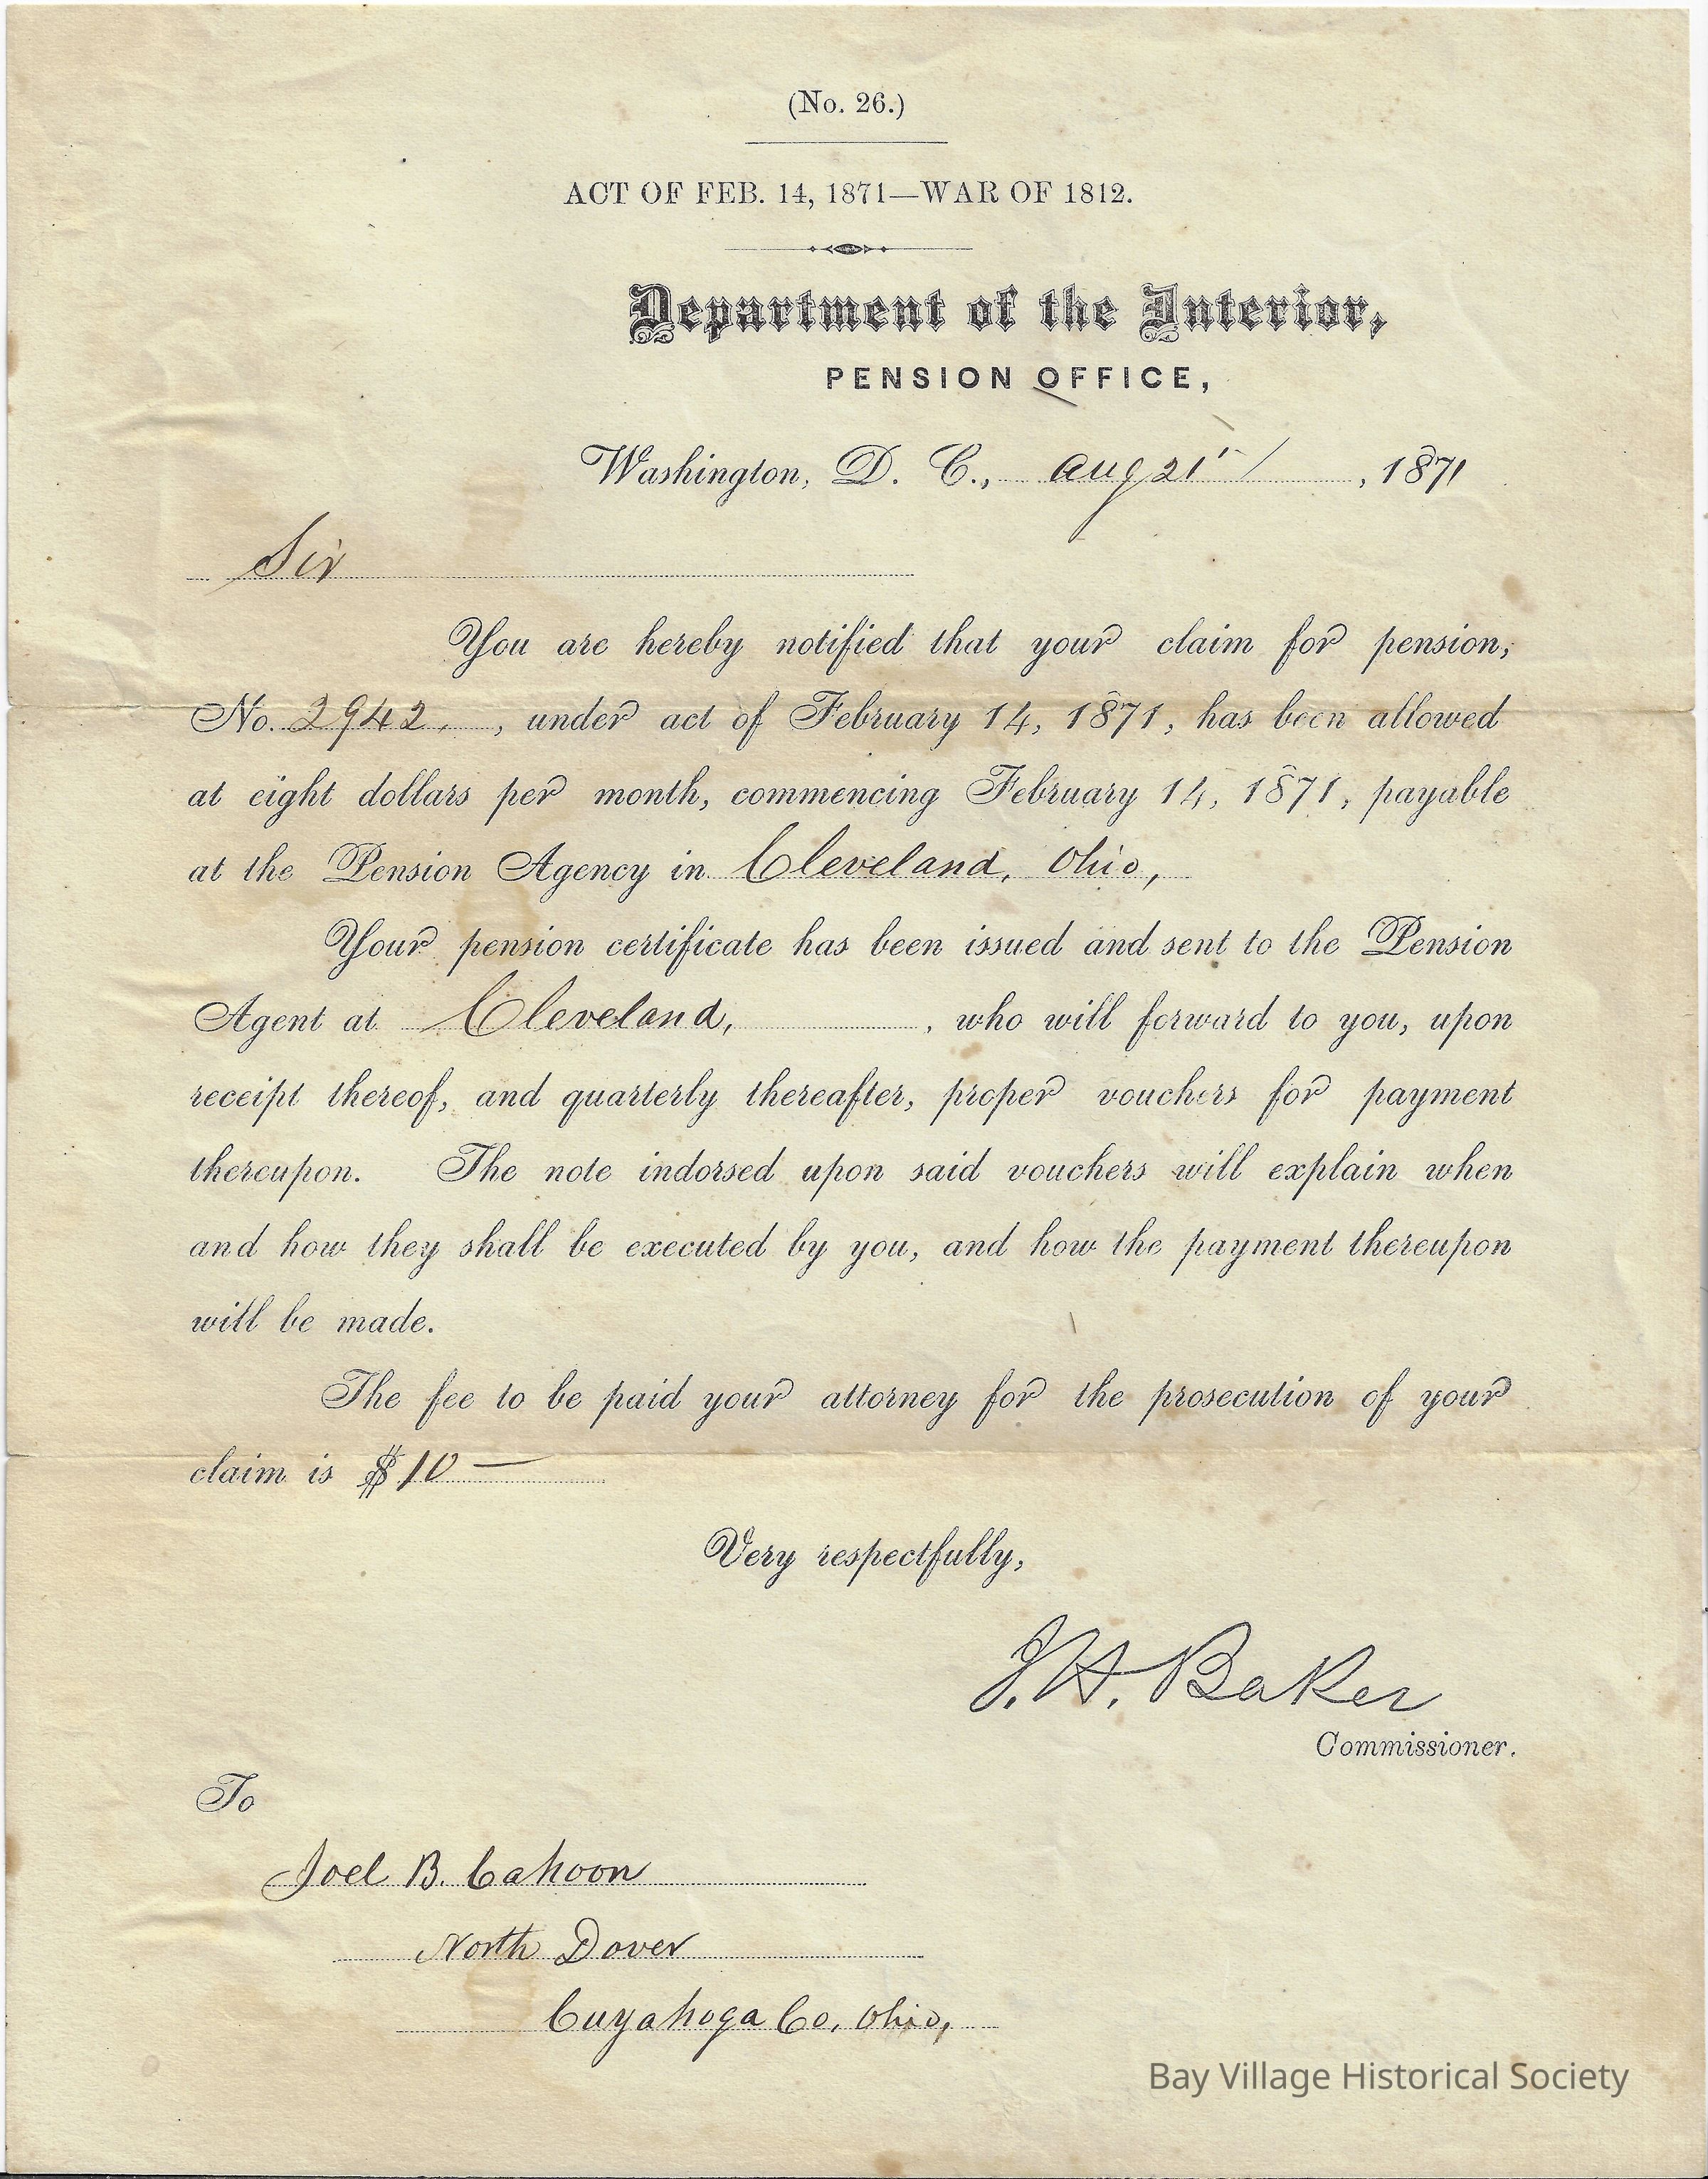 (No. 26.)
ACT OF FEB. 14, 1871—WAR OF 1812.
Department of the Interior,
PENSION OFFICE,
Washington, D. C., Aug 21st, 1871
Sir
You are hereby notified that your claim for pension,
No. 2942, , under act of February 14, 1871, has been allowed
at eight dollars per month, commencing February 14, 1871, payable
at the Pension Agency in Cleveland, Ohio,
Your pension certificate has been issued and sent to the Pension
Agent at Cleveland, , who will forward to you, upon
receipt thereof, and quarterly thereafter, proper vouchers for payment
thereupon. The note indorsed upon said vouchers will explain when
and how they shall be executed by you, and how the payment thereupon
will be made.
The fee to be paid your attorney for the prosecution of your
claim is $10 —
Very respectfully,
J. H. Baker
Commissioner.
To
Joel B. Cahoon
North Dover
Cuyahoga Co, Ohio,
Bay Village Historical Society